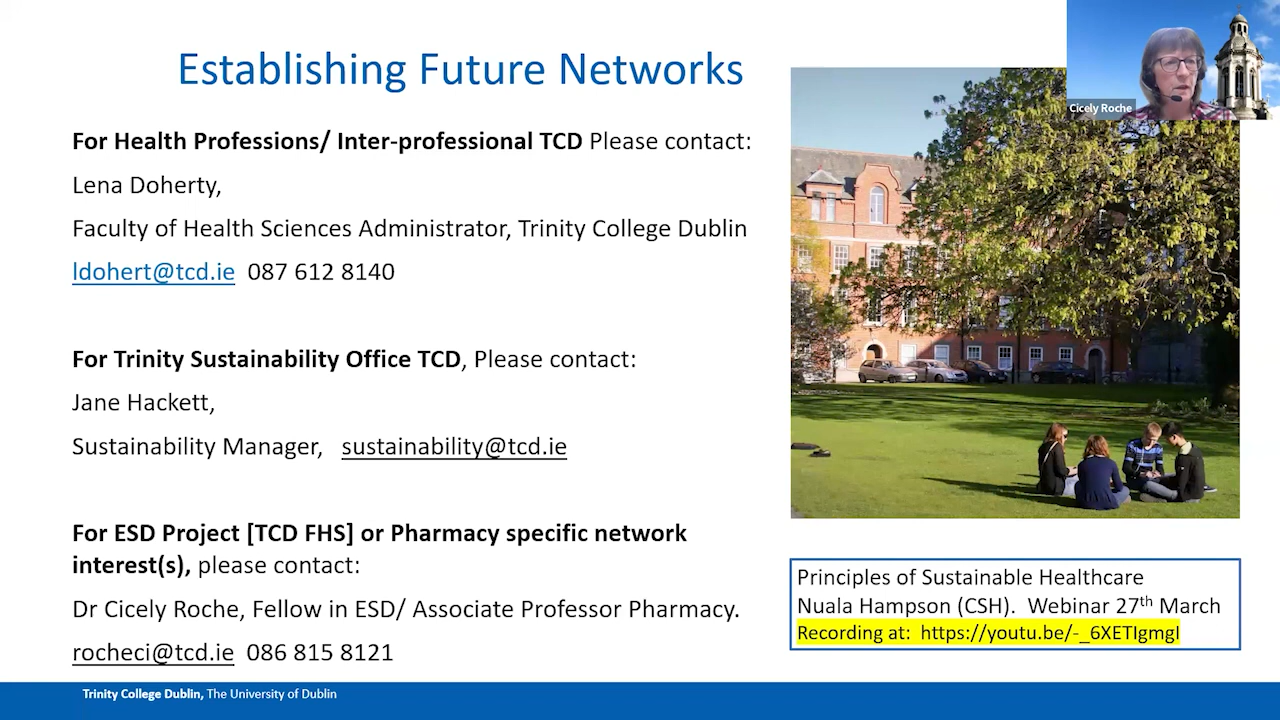 Establishing Future Networks
For Health Professions/ Inter-professional TCD Please contact:
Lena Doherty,
Faculty of Health Sciences Administrator, Trinity College Dublin
ldohert@tcd.ie 087 612 8140
For Trinity Sustainability Office TCD, Please contact:
Jane Hackett,
Sustainability Manager, sustainability@tcd.ie
For ESD Project [TCD FHS] or Pharmacy specific network
interest(s), please contact:
Dr Cicely Roche, Fellow in ESD/ Associate Professor Pharmacy.
rocheci@tcd.ie 086 815 8121
Cicely Roche
Principles of Sustainable Healthcare
Nuala Hampson (CSH). Webinar 27th March
Recording at: https://youtu.be/-_6XETIgmgI
Trinity College Dublin, The University of Dublin